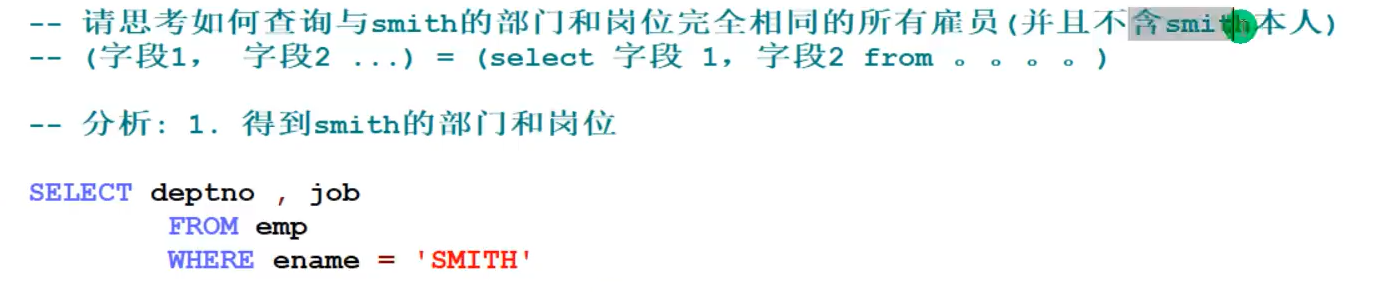 -- 请思考如何查询与smith的部门和岗位完全相同的所有雇员(并且不含smith本人)
-- (字段1， 字段2 ...) = (select 字段 1，字段2 from 。。。。)
-- 分析: 1. 得到smith的部门和岗位
SELECT deptno , job
FROM emp
WHERE ename = 'SMITH'